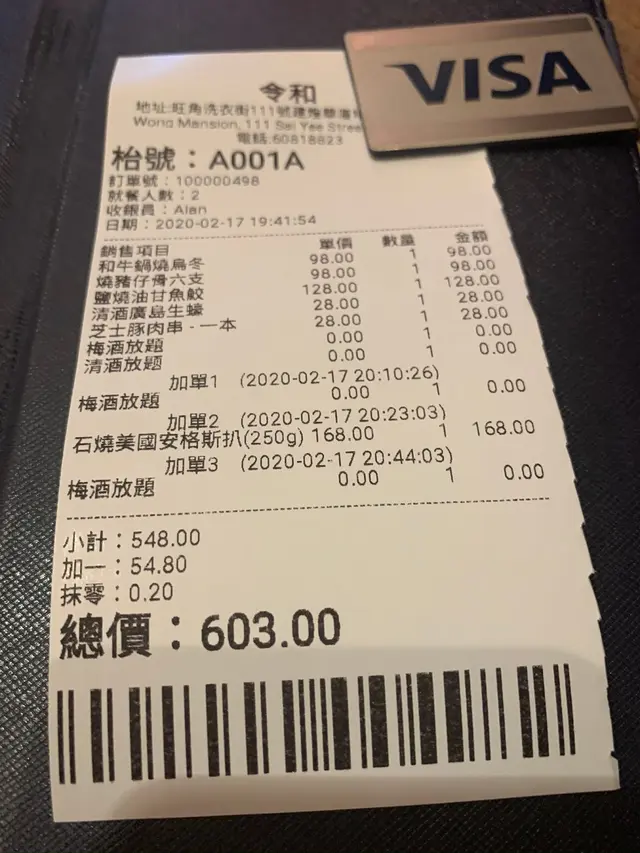 VISA
令和
地址:旺角洗衣街111號
Wong Mansion, 111 Sai Yee Stree
電話:60818823
枱號：A001A
訂單號：100000498
就餐人數：2
收銀員：Alan
日期：2020-02-17 19:41:54
銷售項目 單價 數量 金額
和牛鍋燒烏冬 98.00 1 98.00
燒豬仔骨六支 98.00 1 98.00
鹽燒油甘魚鮫 128.00 1 128.00
清酒廣島生蠔 28.00 1 28.00
芝士豚肉串 - 一本 28.00 1 28.00
梅酒放題 0.00 1 0.00
清酒放題 0.00 1 0.00
加單1 (2020-02-17 20:10:26)
梅酒放題 0.00 1 0.00
加單2 (2020-02-17 20:23:03)
石燒美國安格斯扒(250g) 168.00 1 168.00
加單3 (2020-02-17 20:44:03)
梅酒放題 0.00 1 0.00
小計：548.00
加一：54.80
抹零：0.20
總價：603.00